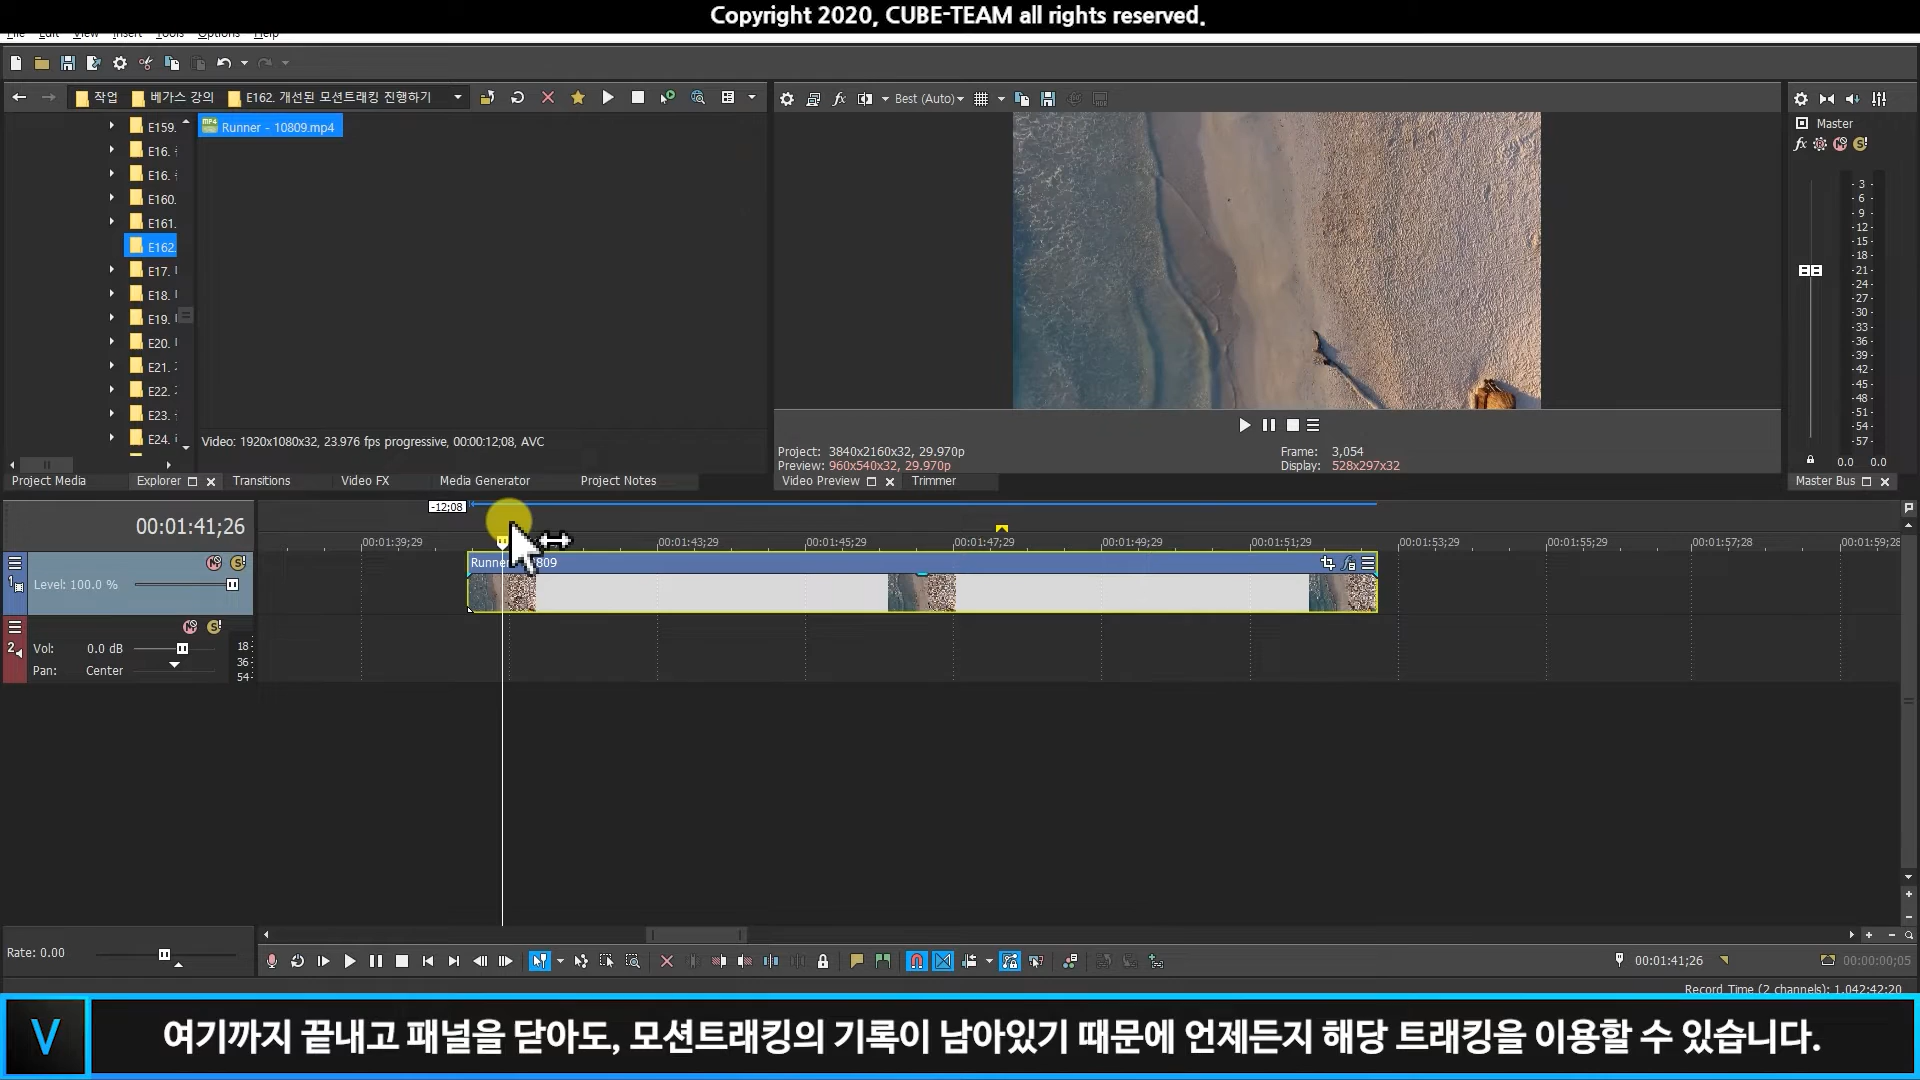 Copyright 2020, CUBE-TEAM all rights reserved.
File Edit View Insert Tools Options Help
작업 베가스 강의 E162. 개선된 모션트래킹 진행하기
Best (Auto)
Master
E159.
E16.
E16.
E160.
E161.
E162.
E17.
E18.
E19.
E20.
E21.
E22.
E23.
E24.
Runner - 10809.mp4
Video: 1920x1080x32, 23.976 fps progressive, 00:00:12;08, AVC
Project Media Explorer Transitions Video FX Media Generator Project Notes
Project: 3840x2160x32, 29.970p
Preview: 960x540x32, 29.970p
Frame: 3,054
Display: 528x297x32
Video Preview Trimmer
- 3 -
- 6 -
- 9 -
- 12 -
- 15 -
- 18 -
- 21 -
- 24 -
- 27 -
- 30 -
- 33 -
- 36 -
- 39 -
- 42 -
- 45 -
- 48 -
- 51 -
- 54 -
- 57 -
0.0 0.0
Master Bus
-12;08
00:01:41;26
00:01:39;29 00:01:43;29 00:01:45;29 00:01:47;29 00:01:49;29 00:01:51;29 00:01:53;29 00:01:55;29 00:01:57;28 00:01:59;28
1
Level: 100.0 %
2
Vol: 0.0 dB
Pan: Center
18
36
54
Rate: 0.00
00:01:41;26 00:00:00;05
Record Time (2 channels): 1,042:42:20
V
여기까지 끝내고 패널을 닫아도, 모션트래킹의 기록이 남아있기 때문에 언제든지 해당 트래킹을 이용할 수 있습니다.